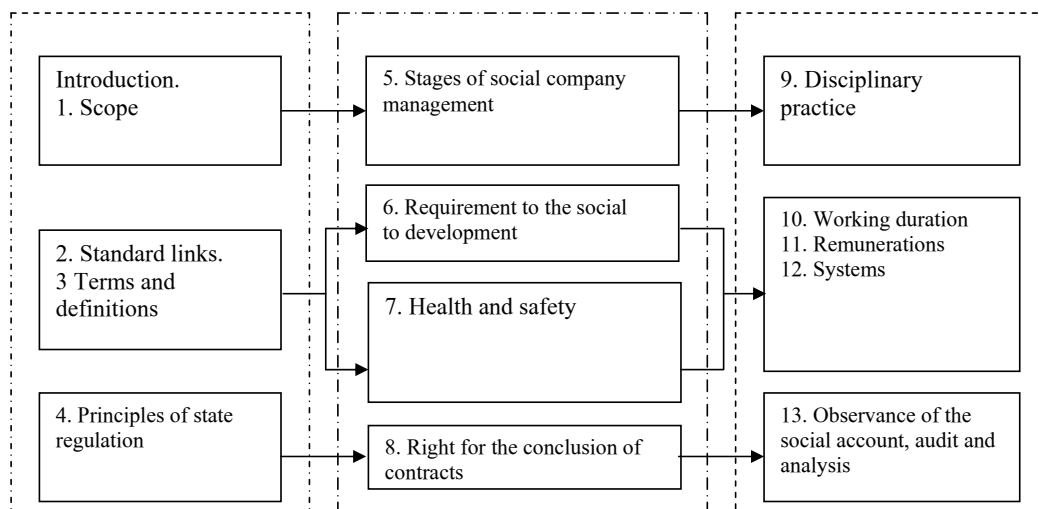 Introduction.
1. Scope
2. Standard links.
3 Terms and
definitions
4. Principles of state
regulation
5. Stages of social company
management
6. Requirement to the social
to development
7. Health and safety
8. Right for the conclusion of
contracts
9. Disciplinary
practice
10. Working duration
11. Remunerations
12. Systems
13. Observance of the
social account, audit and
analysis